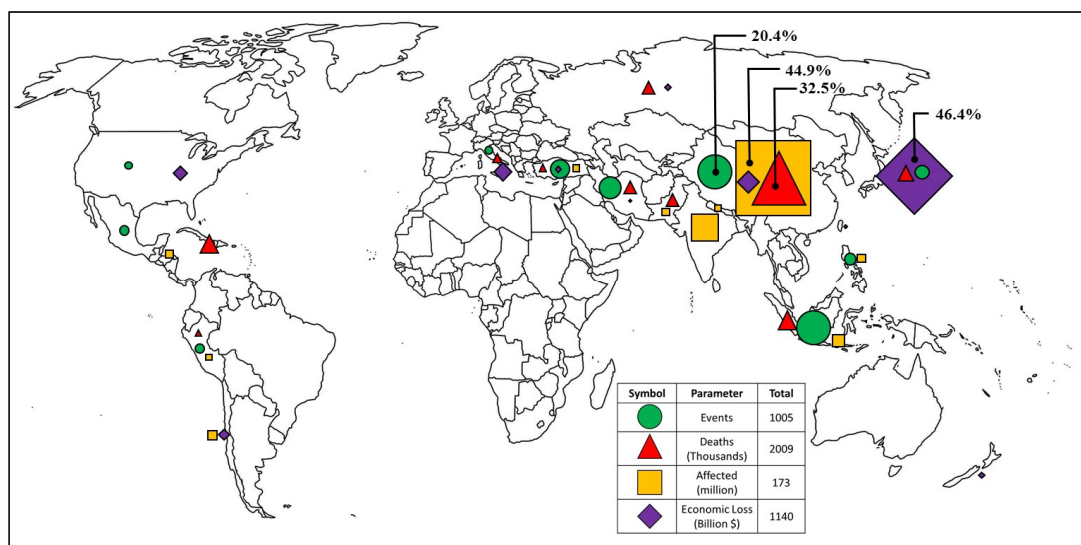 20.4%
44.9%
32.5%
46.4%
Symbol Parameter Total
Events 1005
Deaths
(Thousands) 2009
Affected
(million) 173
Economic Loss
(Billion $) 1140